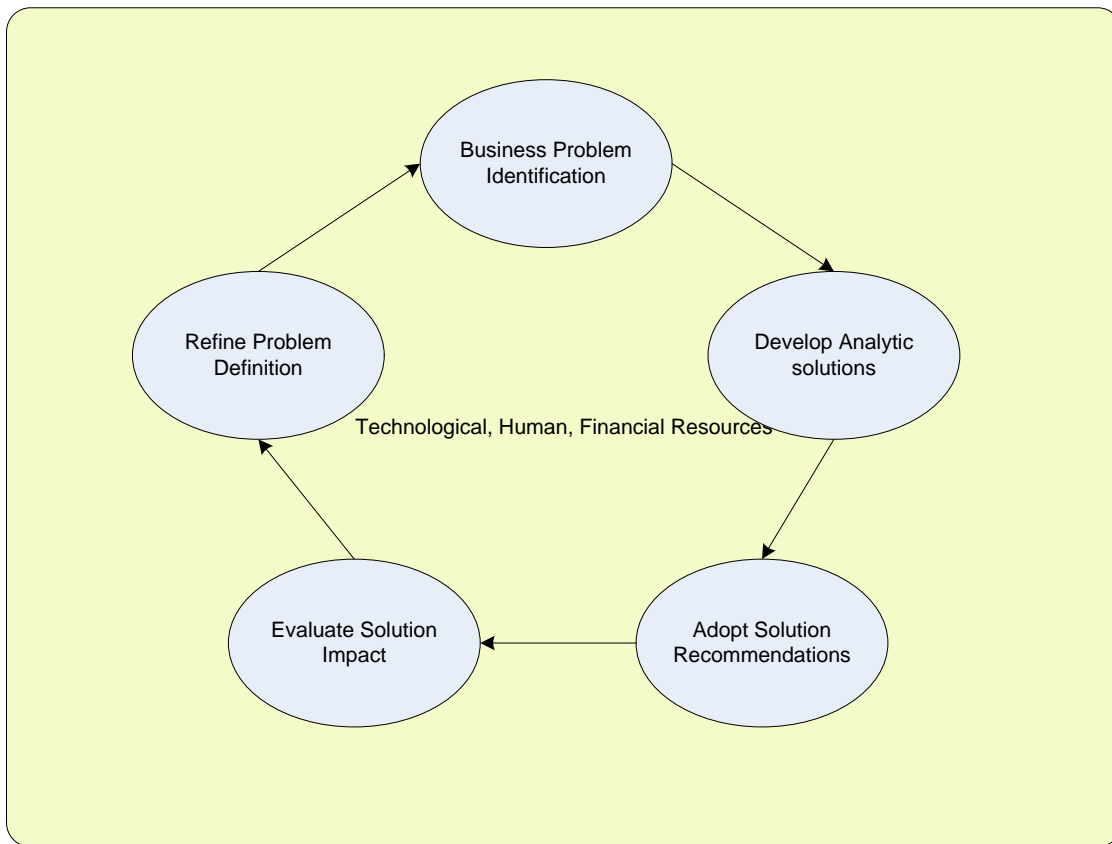 Business Problem
Identification
Refine Problem
Definition
Develop Analytic
solutions
Technological, Human, Financial Resources
Evaluate Solution
Impact
Adopt Solution
Recommendations